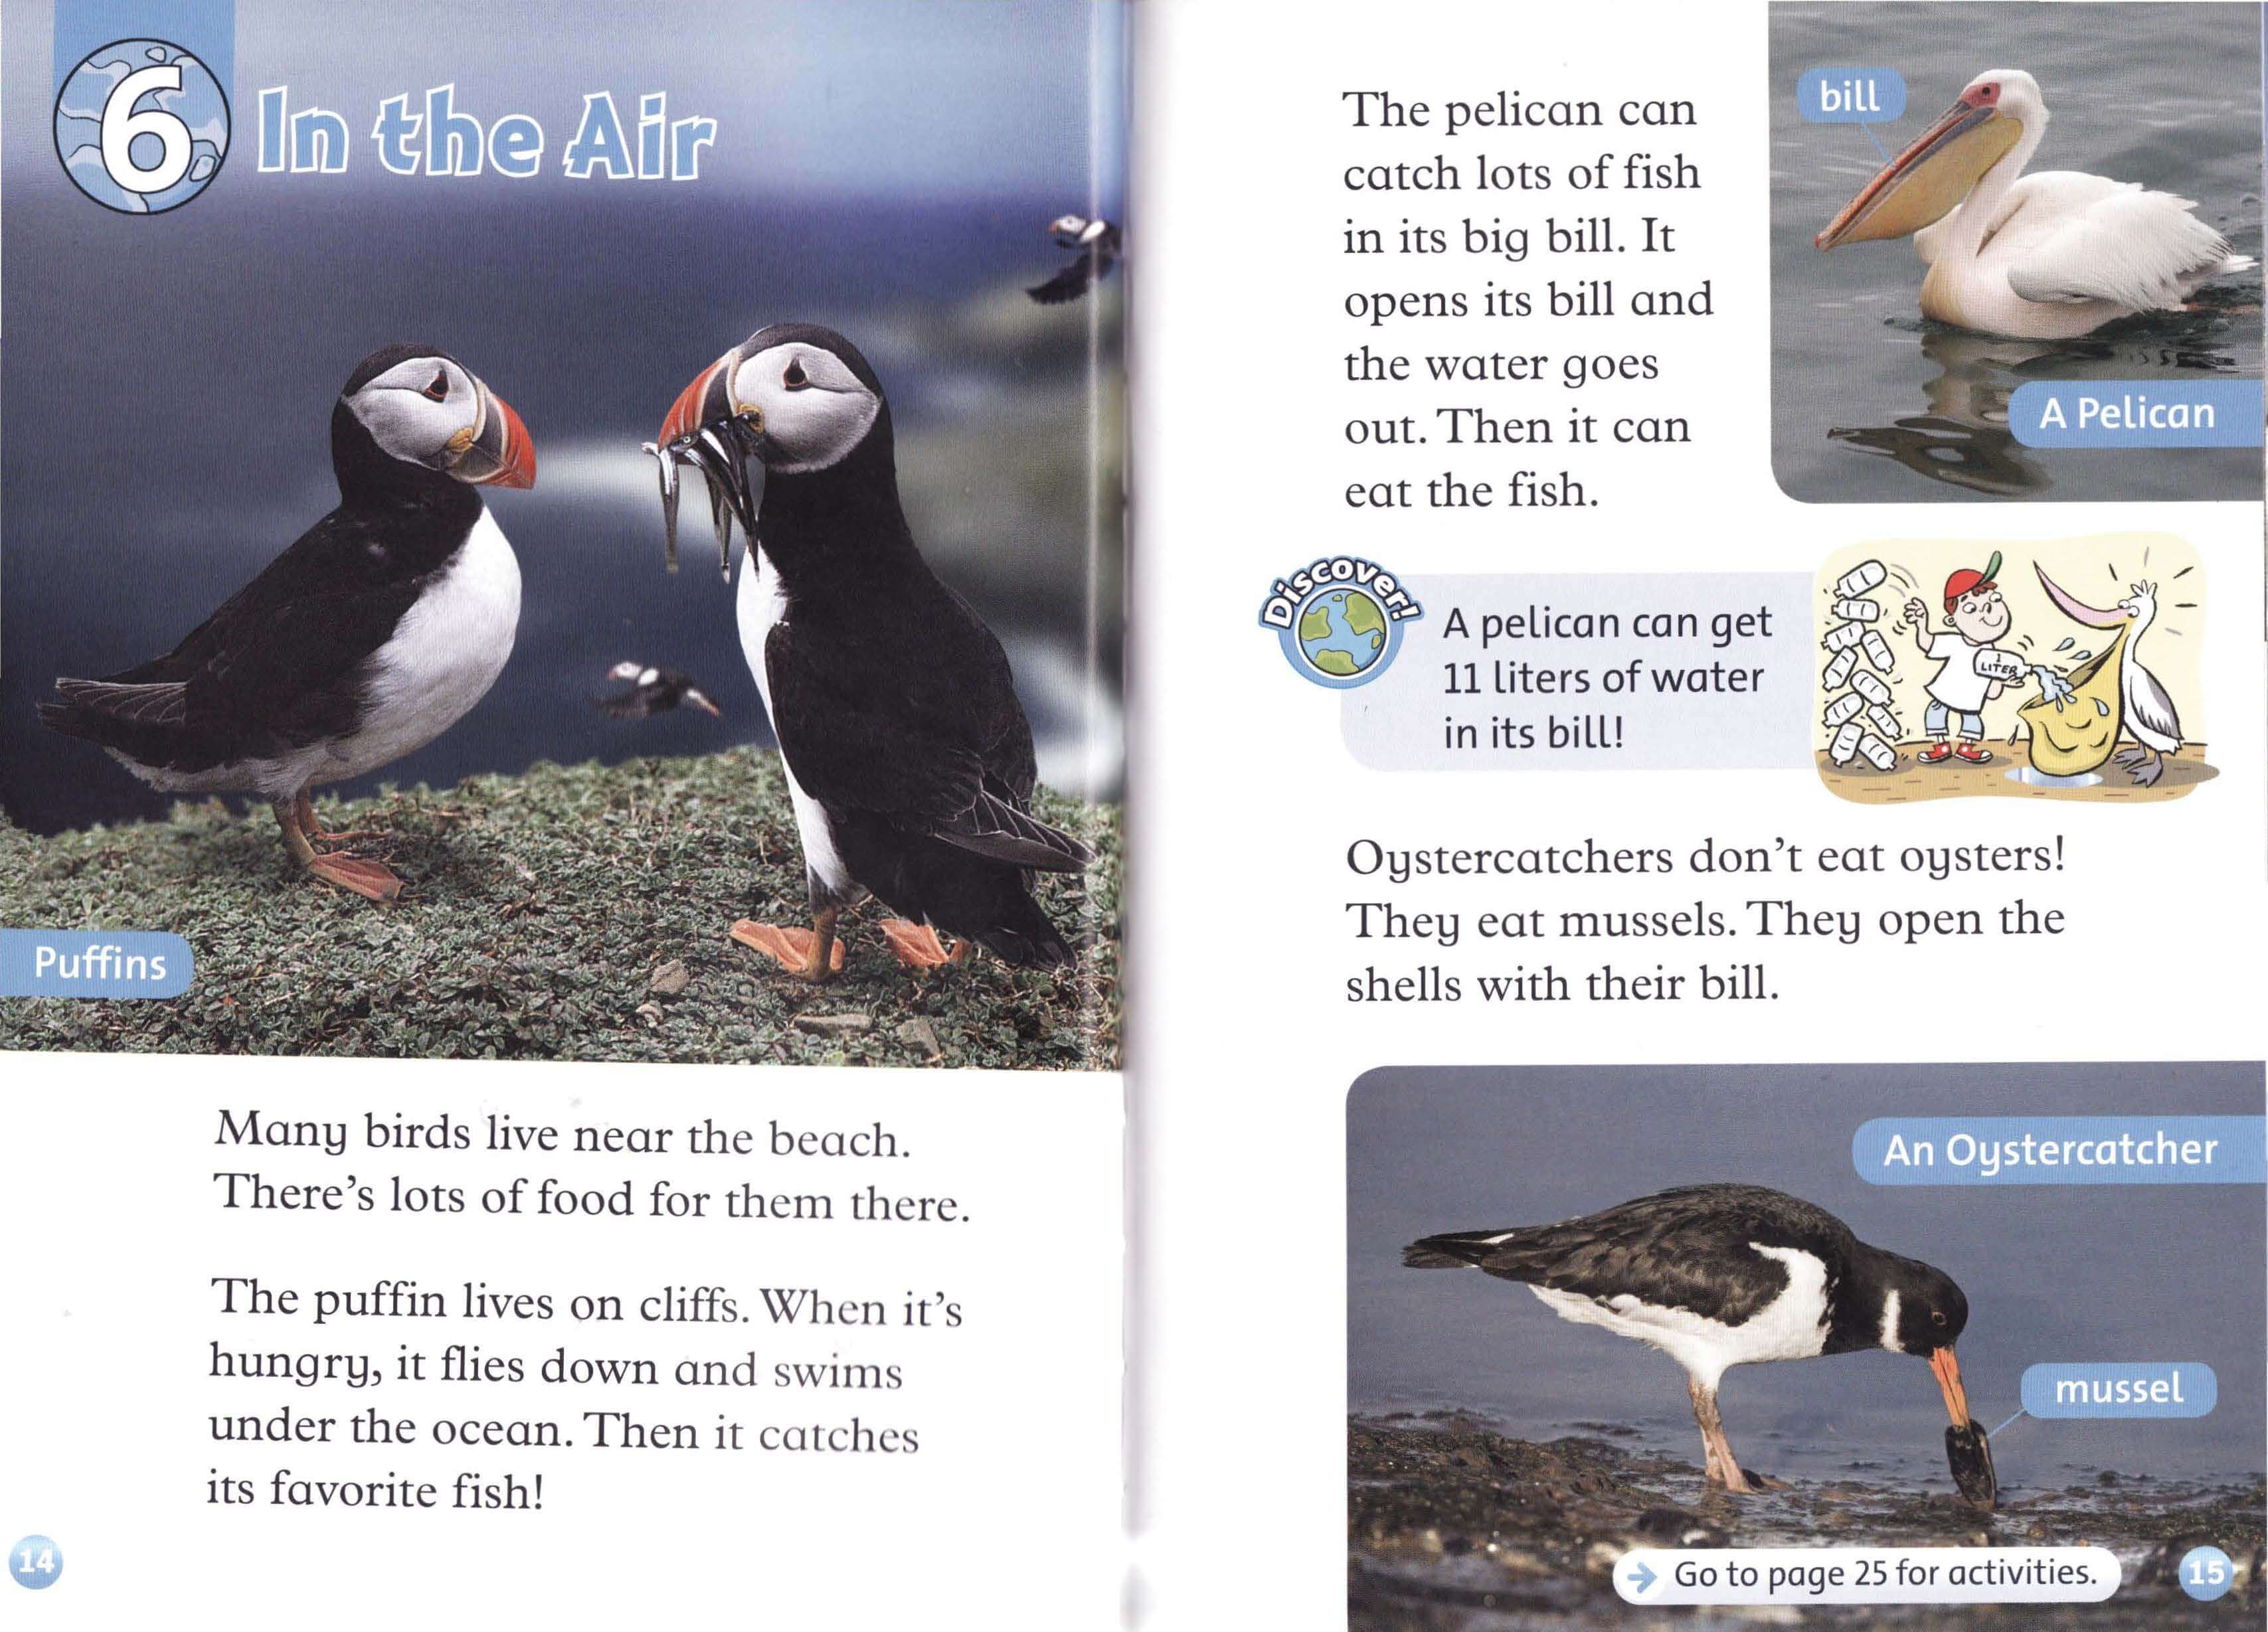 6
In the Air
Puffins
Many birds live near the beach.
There's lots of food for them there.
The puffin lives on cliffs. When it's
hungry, it flies down and swims
under the ocean. Then it catches
its favorite fish!
14
The pelican can
catch lots of fish
in its big bill. It
opens its bill and
the water goes
out. Then it can
eat the fish.
bill
A Pelican
Discover!
A pelican can get
11 liters of water
in its bill!
1
LITER
Oystercatchers don't eat oysters!
They eat mussels. They open the
shells with their bill.
An Oystercatcher
mussel
Go to page 25 for activities.
15